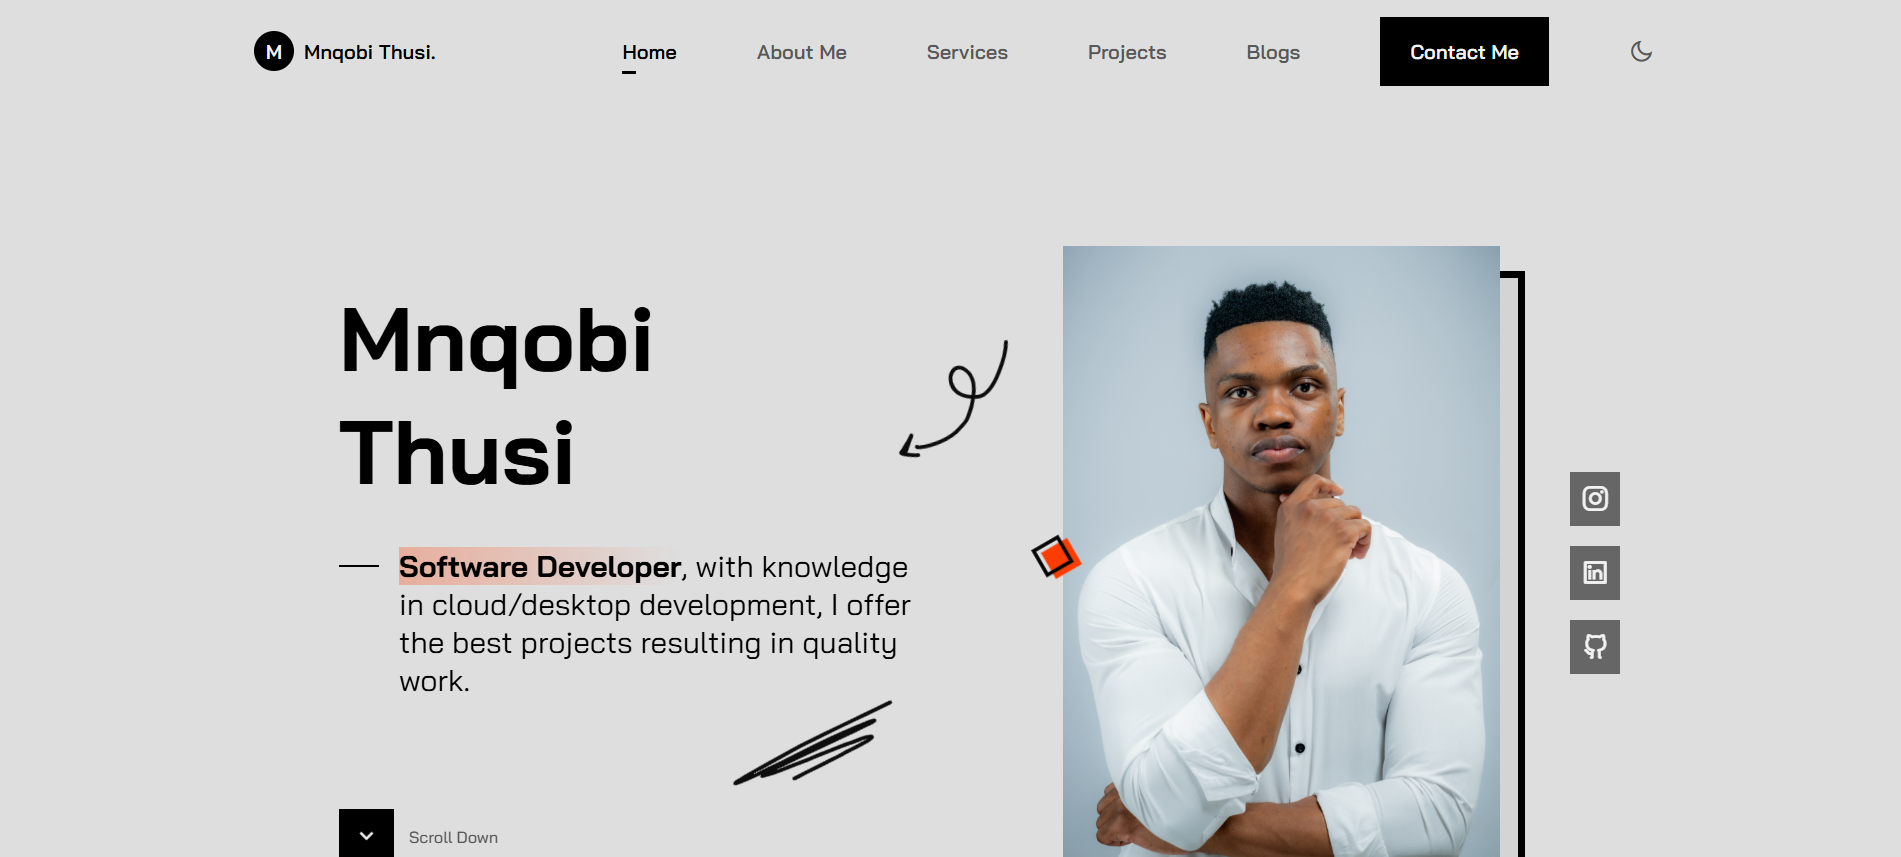 M Mnqobi Thusi.
Home
About Me
Services
Projects
Blogs
Contact Me
Mnqobi
Thusi
Software Developer, with knowledge
in cloud/desktop development, I offer
the best projects resulting in quality
work.
in
Scroll Down